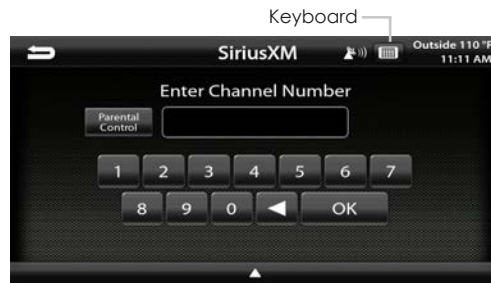 Keyboard
SiriusXM
Outside 110 °F
11:11 AM
Enter Channel Number
Parental
Control
1 2 3 4 5 6 7
8 9 0 OK